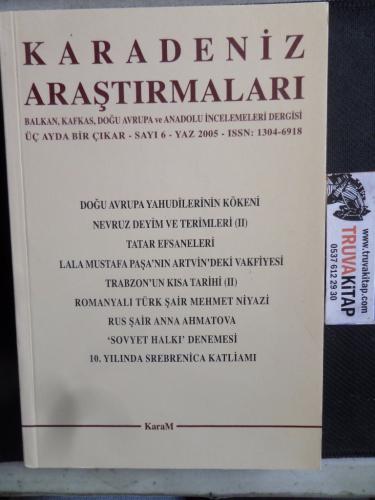 KARADENİZ
ARAŞTIRMALARI
BALKAN, KAFKAS, DOĞU AVRUPA ve ANADOLU İNCELEMELERİ DERGİSİ
ÜÇ AYDA BİR ÇIKAR - SAYI 6 - YAZ 2005 - ISSN: 1304-6918
DOĞU AVRUPA YAHUDİLERİNİN KÖKENİ
NEVRUZ DEYİM VE TERİMLERİ (II)
TATAR EFSANELERİ
LALA MUSTAFA PAŞA'NIN ARTVİN'DEKİ VAKFİYESİ
TRABZON'UN KISA TARİHİ (II)
ROMANYALI TÜRK ŞAİR MEHMET NİYAZİ
RUS ŞAİR ANNA AHMATOVA
'SOVYET HALKI' DENEMESİ
10. YILINDA SREBRENİCA KATLİAMI
KaraM
www.truvakitap.com
TRUVAKİTAP
0537 612 29 30